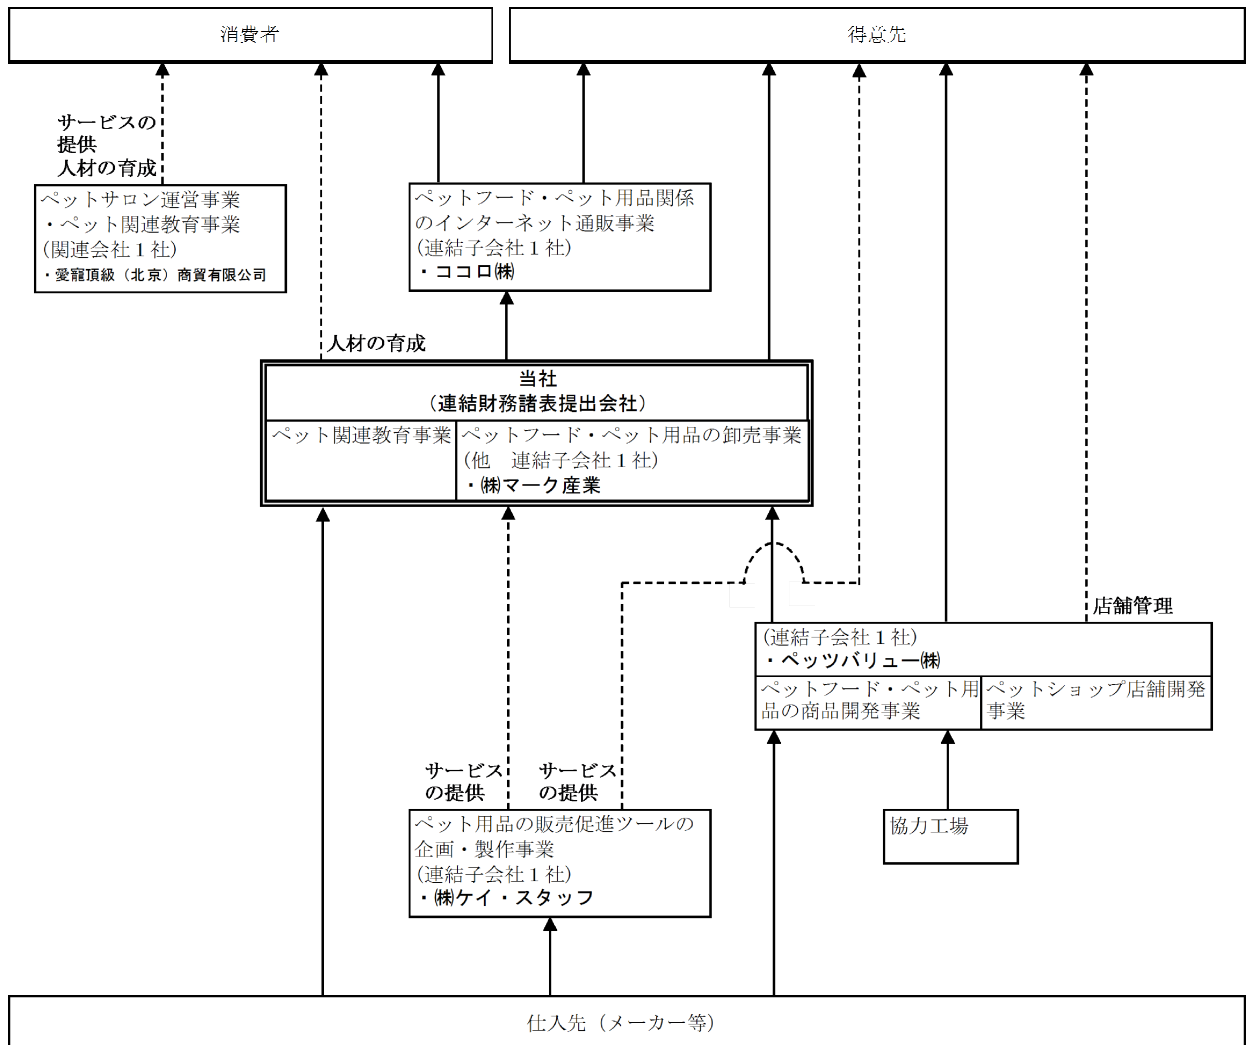 消費者
得意先
サービスの
提供
人材の育成
ペットサロン運営事業
・ペット関連教育事業
(関連会社１社)
・愛寵頂級（北京）商貿有限公司
ペットフード・ペット用品関係
のインターネット通販事業
(連結子会社１社)
・ココロ㈱
人材の育成
当社
（連結財務諸表提出会社）
ペット関連教育事業
ペットフード・ペット用品の卸売事業
(他　連結子会社１社)
・㈱マーク産業
店舗管理
(連結子会社１社)
・ペッツバリュー㈱
ペットフード・ペット用
品の商品開発事業
ペットショップ店舗開発
事業
サービス
の提供
サービス
の提供
ペット用品の販売促進ツールの
企画・製作事業
(連結子会社１社)
・㈱ケイ・スタッフ
協力工場
仕入先（メーカー等）